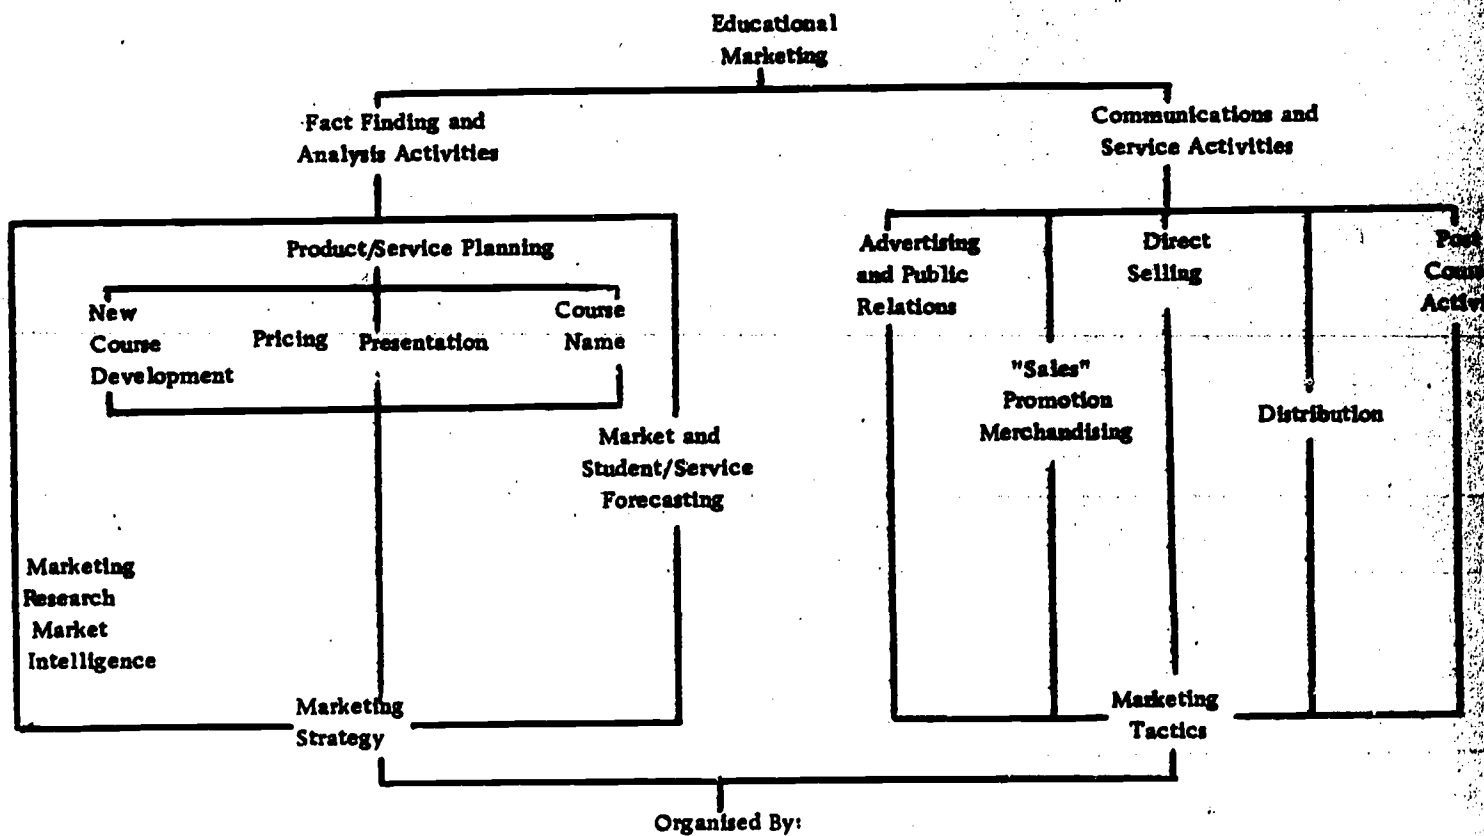 Educational
Marketing
Fact Finding and
Analysis Activities
Communications and
Service Activities
Product/Service Planning
New
Course
Development
Pricing
Presentation
Course
Name
Market and
Student/Service
Forecasting
Marketing
Research
Market
Intelligence
Marketing
Strategy
Advertising
and Public
Relations
"Sales"
Promotion
Merchandising
Direct
Selling
Distribution
Post
Marketing
Tactics
Organised By: